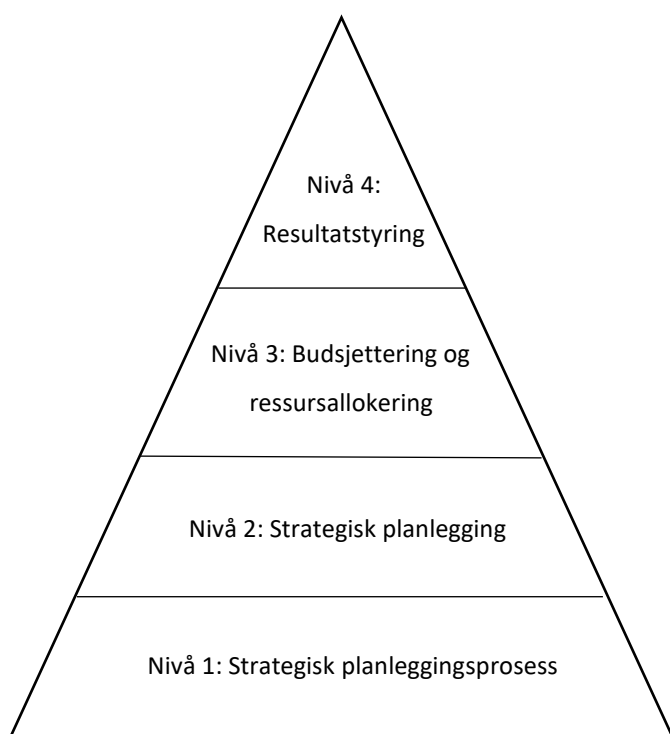 Nivå 4:
Resultatstyring
Nivå 3: Budsjettering og
ressursallokering
Nivå 2: Strategisk planlegging
Nivå 1: Strategisk planleggingsprosess